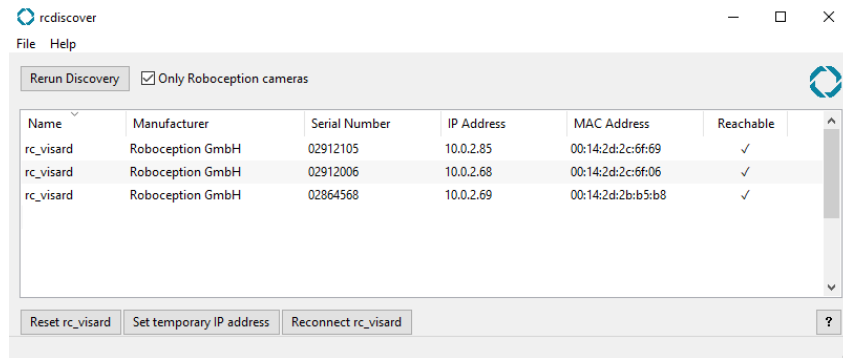 rcdiscover
File Help
Rerun Discovery Only Roboception cameras
Name Manufacturer Serial Number IP Address MAC Address Reachable
rc_visard Roboception GmbH 02912105 10.0.2.85 00:14:2d:2c:6f:69 ✓
rc_visard Roboception GmbH 02912006 10.0.2.68 00:14:2d:2c:6f:06 ✓
rc_visard Roboception GmbH 02864568 10.0.2.69 00:14:2d:2b:b5:b8 ✓
Reset rc_visard Set temporary IP address Reconnect rc_visard ?